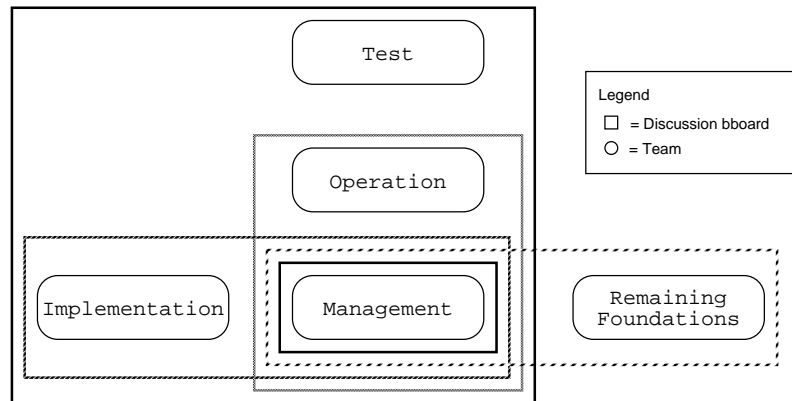 Test
Legend
= Discussion bboard
= Team
Operation
Implementation
Management
Remaining
Foundations